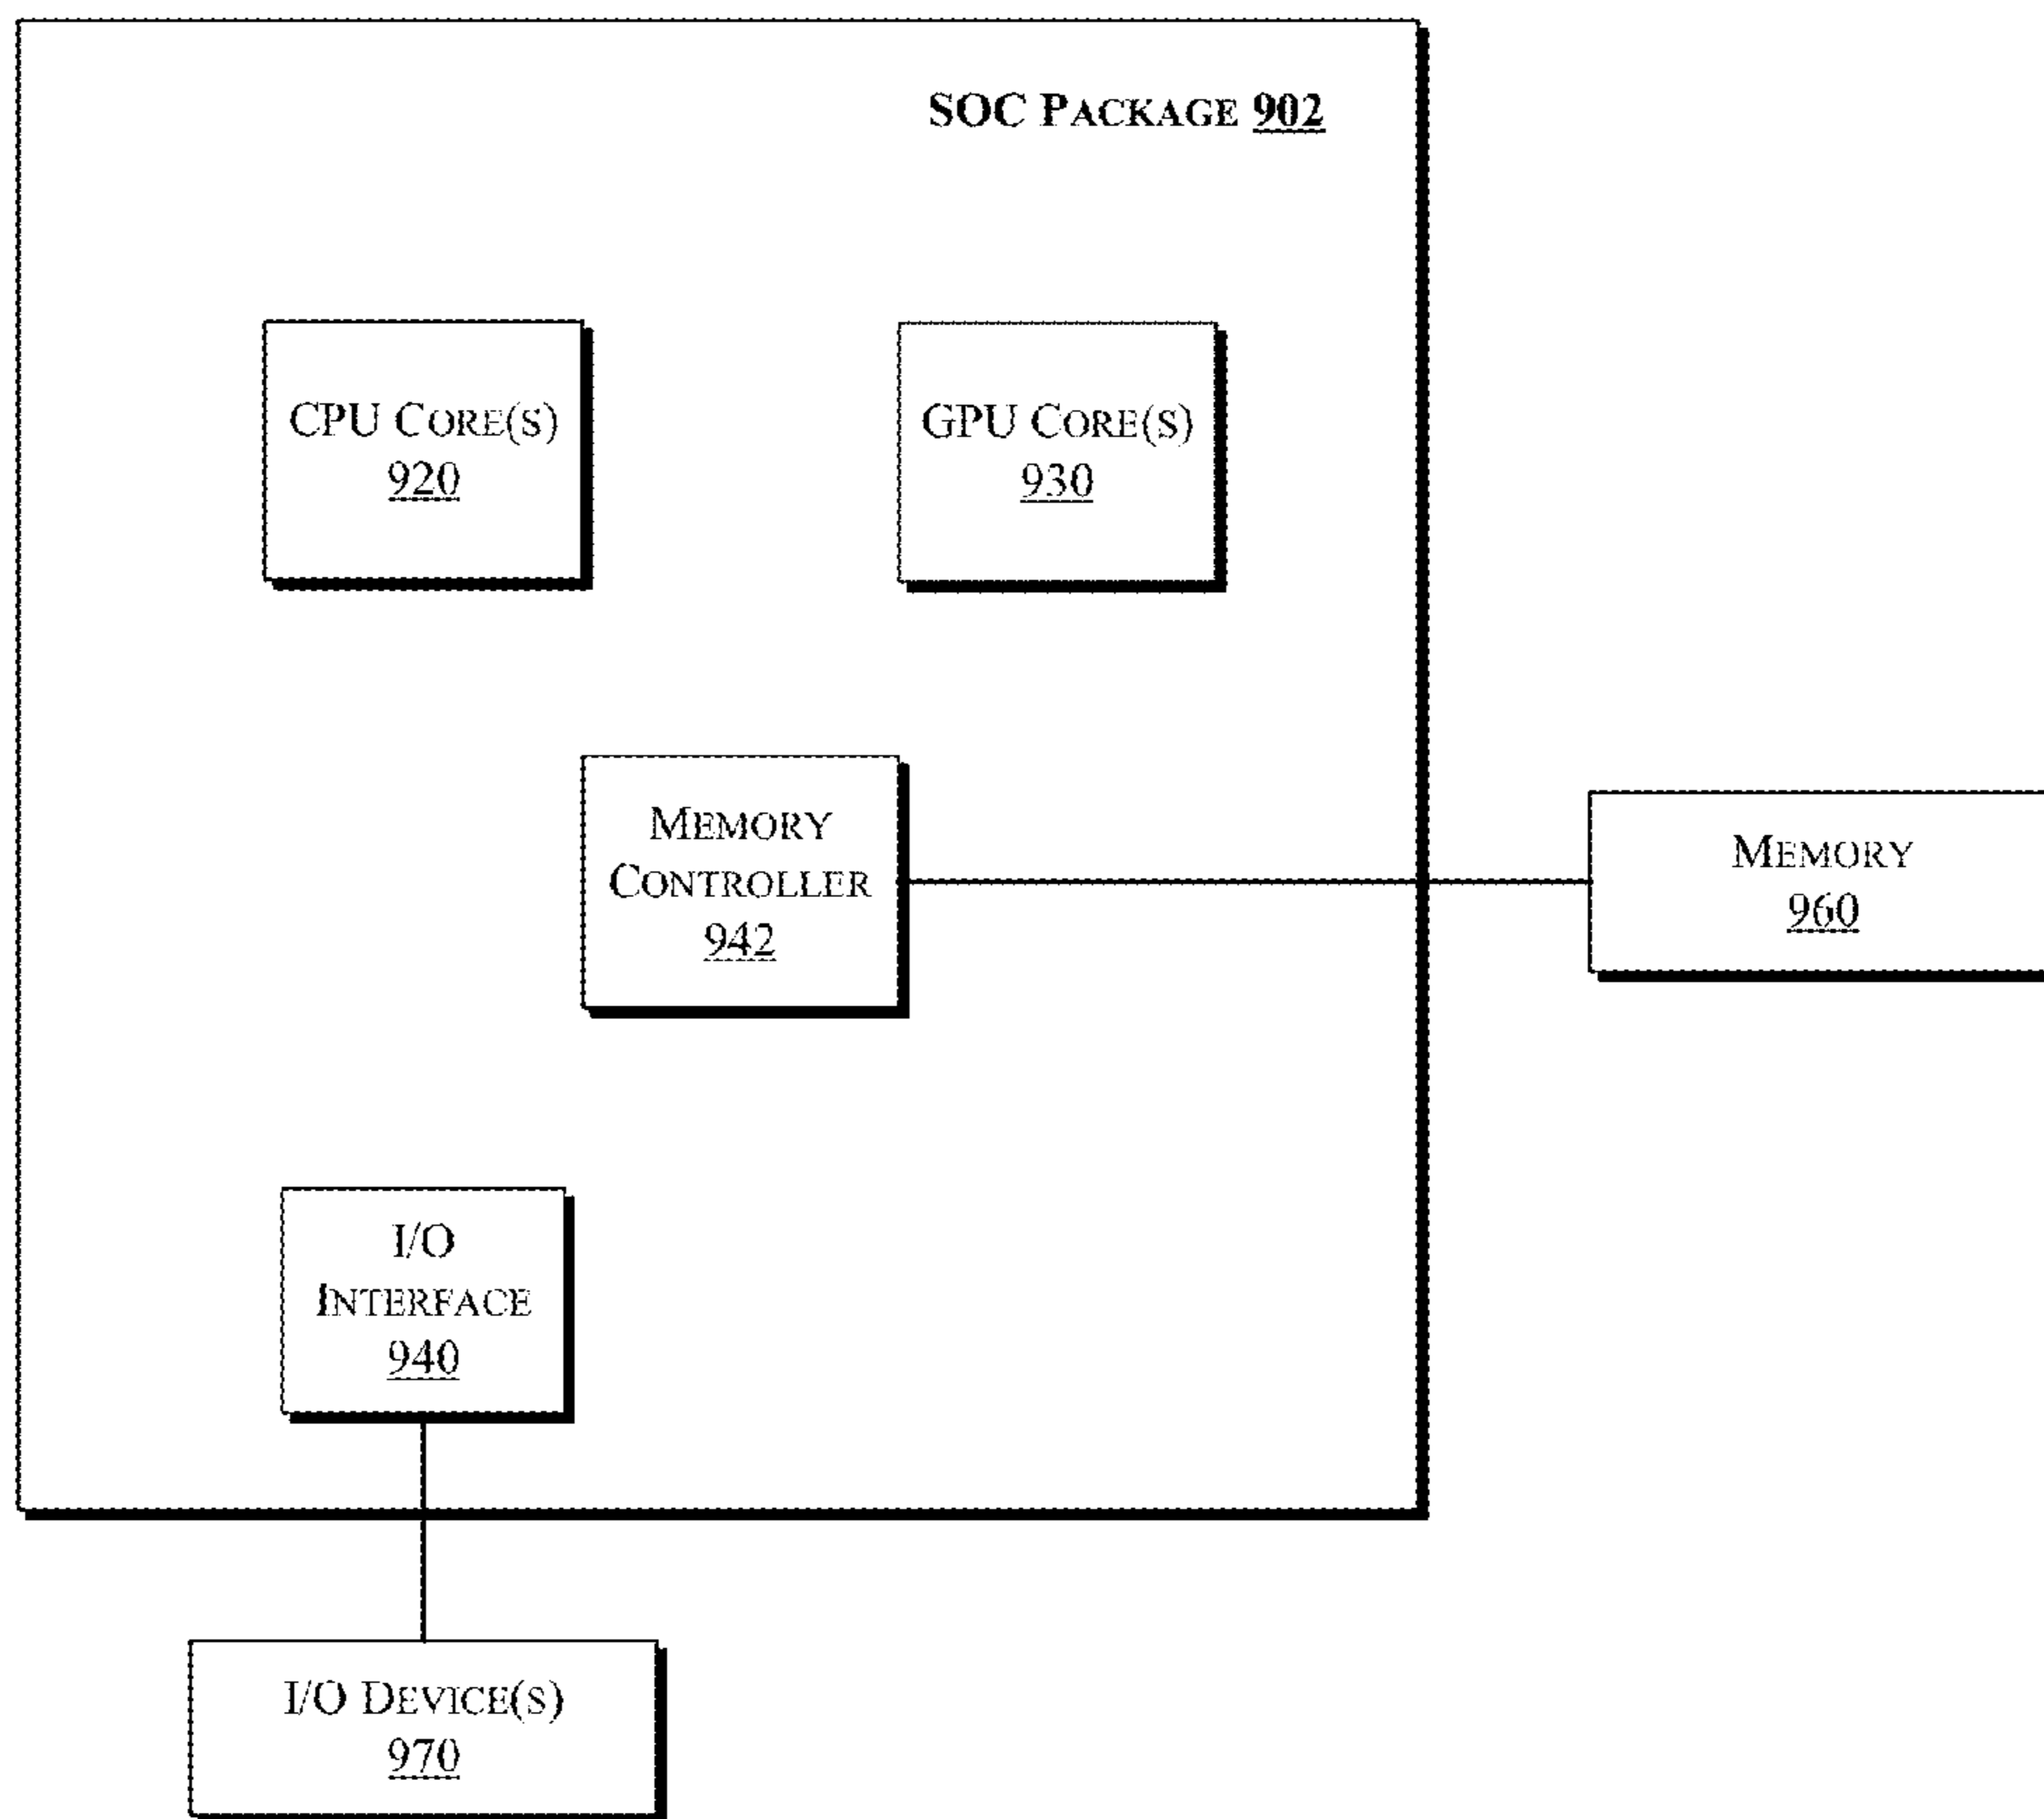 SOC PACKAGE 902
CPU CORE(S)
920
GPU CORE(S)
930
MEMORY
CONTROLLER
942
MEMORY
960
I/O
INTERFACE
940
I/O DEVICE(S)
970